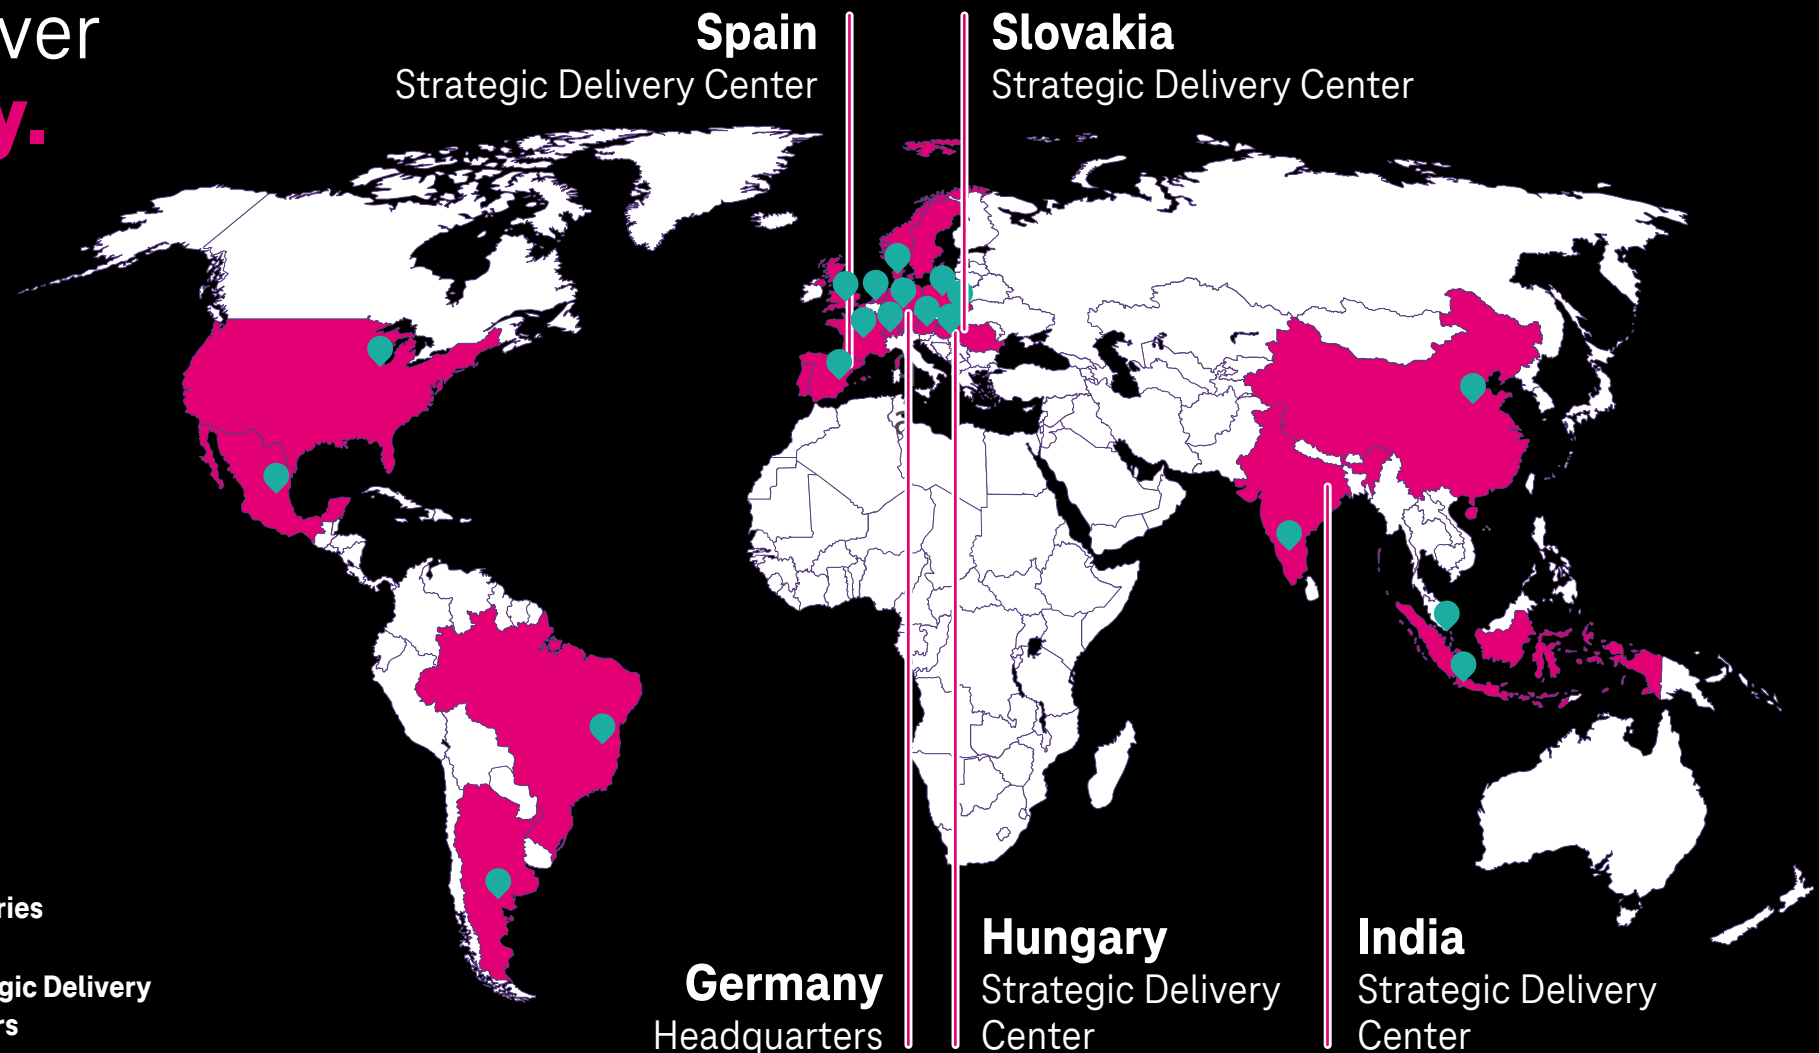 ver
y.
Spain
Strategic Delivery Center
Slovakia
Strategic Delivery Center
ries
gic Delivery
rs
Germany
Headquarters
Hungary
Strategic Delivery
Center
India
Strategic Delivery
Center